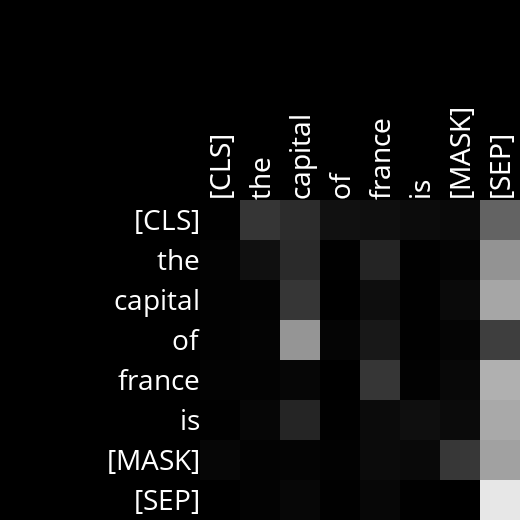 [CLS] the capital of france is [MASK] [SEP]
[CLS]
the
capital
of
france
is
[MASK]
[SEP]